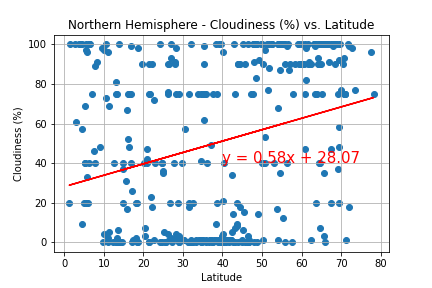 Northern Hemisphere - Cloudiness (%) vs. Latitude
100
80
60
40
20
0
Cloudiness (%)
y = 0.58x + 28.07
0 10 20 30 40 50 60 70 80
Latitude